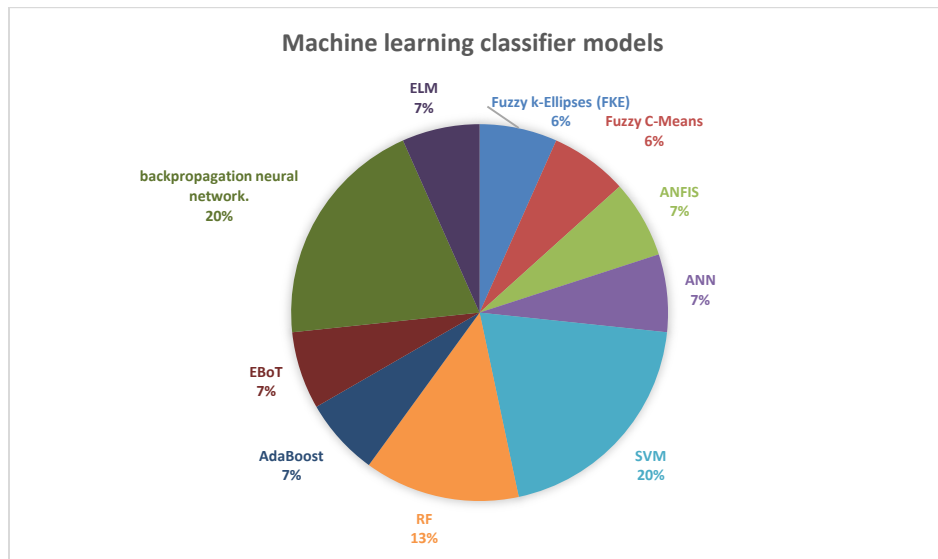 Machine learning classifier models
ELM
7%
Fuzzy k-Ellipses (FKE)
6%
Fuzzy C-Means
6%
ANFIS
7%
ANN
7%
SVM
20%
RF
13%
AdaBoost
7%
EBoT
7%
backpropagation neural
network.
20%